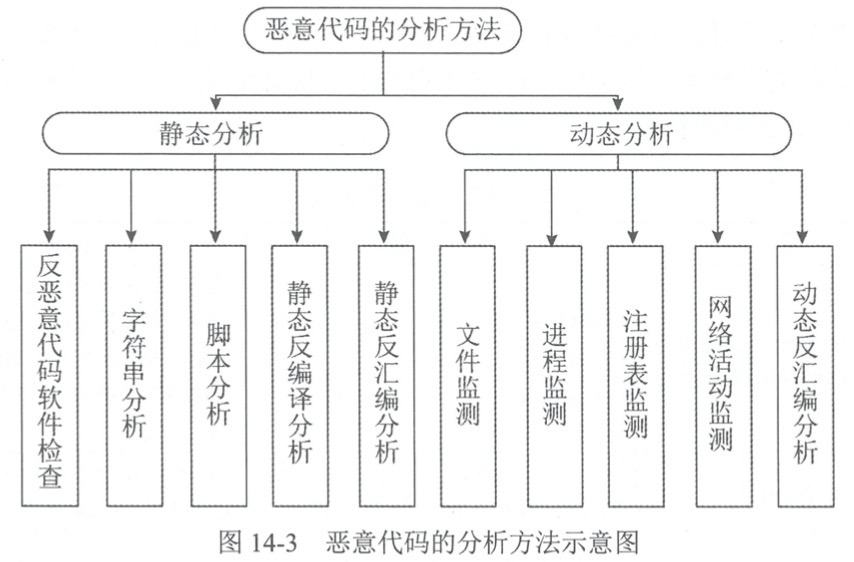 恶意代码的分析方法
静态分析
动态分析
反恶意代码软件检查
字符串分析
脚本分析
静态反编译分析
静态反汇编分析
文件监测
进程监测
注册表监测
网络活动监测
动态反汇编分析
图 14-3 恶意代码的分析方法示意图